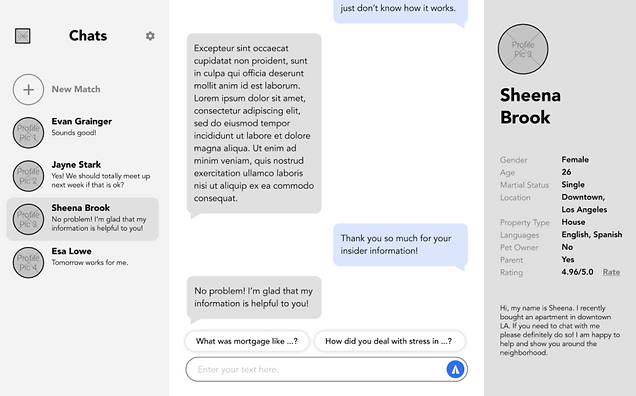 Chats
New Match
Profile
Pic 1
Evan Grainger
Sounds good!
Profile
Pic 2
Jayne Stark
Yes! We should totally meet up
next week if that is ok?
Profile
Pic 3
Sheena Brook
No problem! I'm glad that my
information is helpful to you!
Profile
Pic 4
Esa Lowe
Tomorrow works for me.
just don't know how it works.
Excepteur sint occaecat
cupidatat non proident, sunt
in culpa qui officia deserunt
mollit anim id est laborum.
Lorem ipsum dolor sit amet,
consectetur adipiscing elit,
sed do eiusmod tempor
incididunt ut labore et dolore
magna aliqua. Ut enim ad
minim veniam, quis nostrud
exercitation ullamco laboris
nisi ut aliquip ex ea commodo
consequat.
Thank you so much for your
insider information!
No problem! I'm glad that my
information is helpful to you!
What was mortgage like ...?
How did you deal with stress in ...?
Enter your text here.
Profile
Pic 3
Sheena
Brook
Gender Female
Age 26
Martial Status Single
Location Downtown,
Los Angeles
Property Type House
Languages English, Spanish
Pet Owner No
Parent Yes
Rating 4.96/5.0 Rate
Hi, my name is Sheena. I recently
bought an apartment in downtown
LA. If you need to chat with me
please definitely do so! I am happy to
help and show you around the
neighborhood.